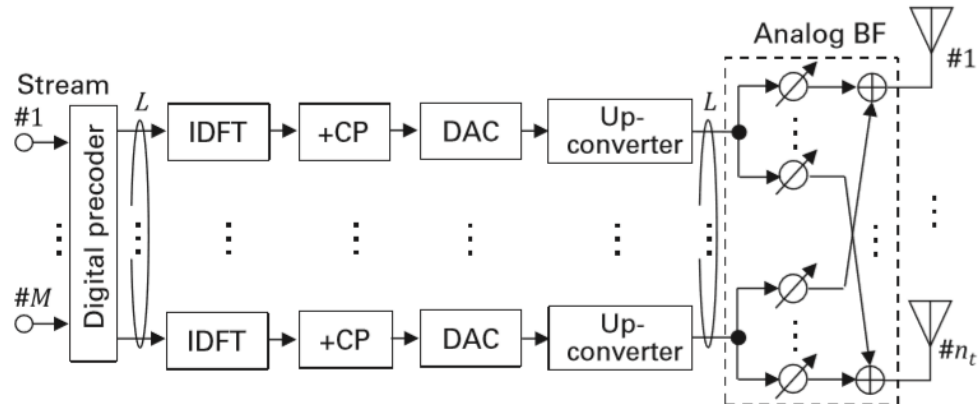 Analog BF
#1
Stream
#1
L
IDFT
+CP
DAC
Up-
converter
L
Digital precoder
#M
IDFT
+CP
DAC
Up-
converter
#n_t